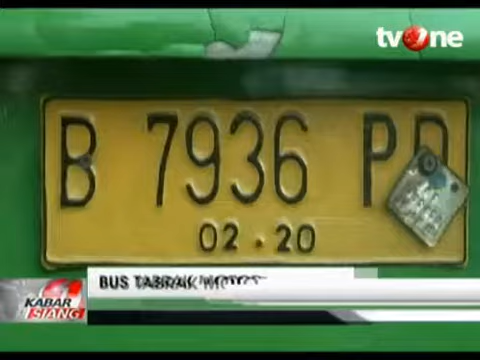 tvOne
B 7936 PD
02 . 20
BUS TABRAK
KABAR
SIANG